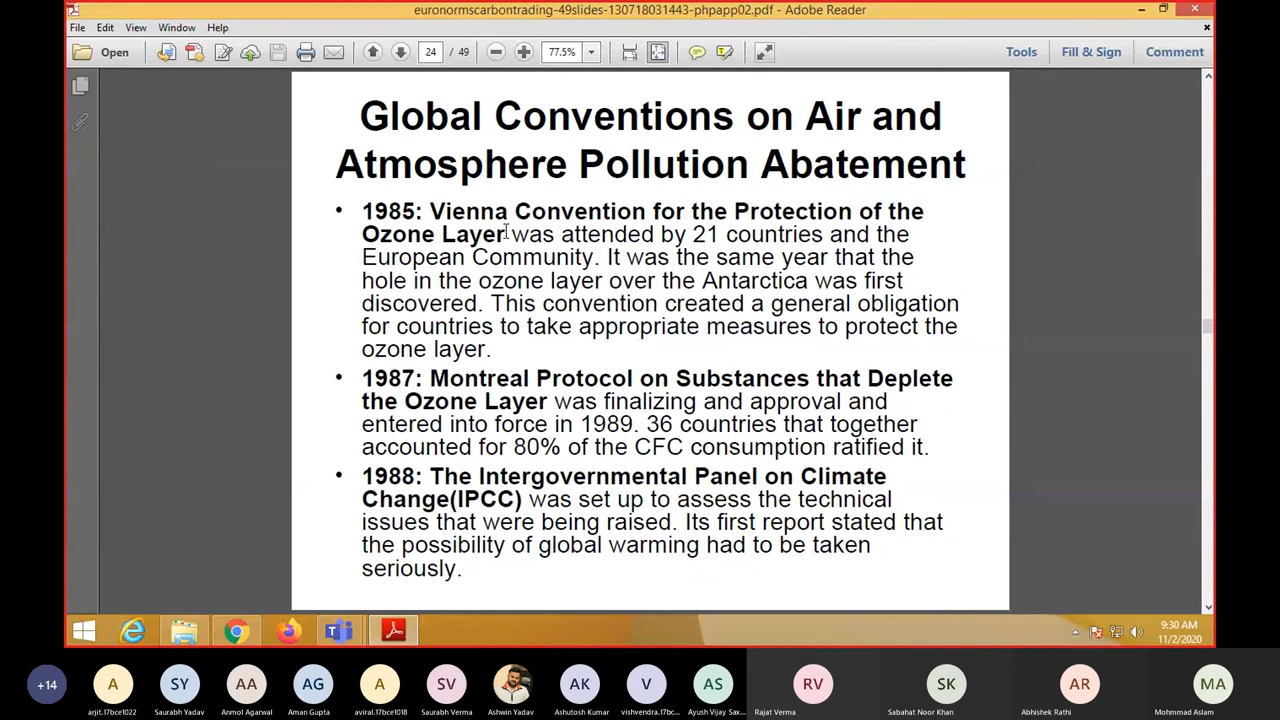 euronormscarbontrading-49slides-130718031443-phpapp02.pdf - Adobe Reader
File Edit View Window Help
Open 24 / 49 77.5% Tools Fill & Sign Comment
Global Conventions on Air and
Atmosphere Pollution Abatement
• 1985: Vienna Convention for the Protection of the
Ozone Layer was attended by 21 countries and the
European Community. It was the same year that the
hole in the ozone layer over the Antarctica was first
discovered. This convention created a general obligation
for countries to take appropriate measures to protect the
ozone layer.
• 1987: Montreal Protocol on Substances that Deplete
the Ozone Layer was finalizing and approval and
entered into force in 1989. 36 countries that together
accounted for 80% of the CFC consumption ratified it.
• 1988: The Intergovernmental Panel on Climate
Change(IPCC) was set up to assess the technical
issues that were being raised. Its first report stated that
the possibility of global warming had to be taken
seriously.
9:30 AM
11/2/2020
+14 A SY AA AG A SV AK V AS RV SK AR MA
arjit.17bce1022 Saurabh Yadav Anmol Agarwal Aman Gupta aviral.17bce1018 Saurabh Verma Ashwin Yadav Ashutosh Kumar vishvendra.17bc... Ayush Vijay Sax... Rajat Verma Sabahat Noor Khan Abhishek Rathi Mohmmad Aslam